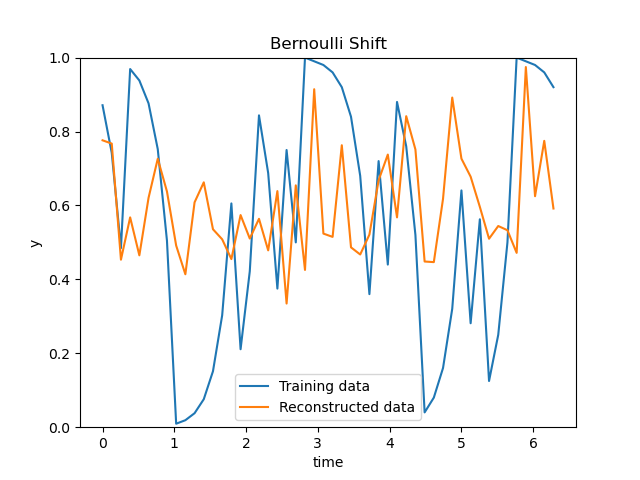 Bernoulli Shift
1.0
0.8
0.6
0.4
0.2
0.0
y
Training data
Reconstructed data
0 1 2 3 4 5 6
time